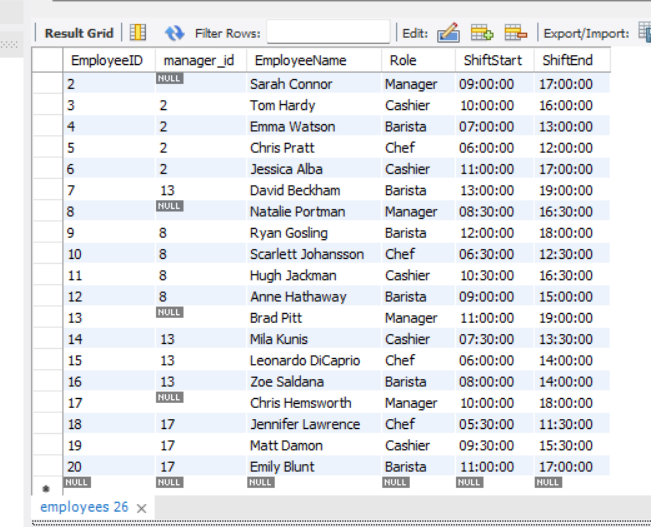 Result Grid Filter Rows: Edit: Export/Import:
EmployeeID manager_id EmployeeName Role ShiftStart ShiftEnd
2 NULL Sarah Connor Manager 09:00:00 17:00:00
3 2 Tom Hardy Cashier 10:00:00 16:00:00
4 2 Emma Watson Barista 07:00:00 13:00:00
5 2 Chris Pratt Chef 06:00:00 12:00:00
6 2 Jessica Alba Cashier 11:00:00 17:00:00
7 13 David Beckham Barista 13:00:00 19:00:00
8 NULL Natalie Portman Manager 08:30:00 16:30:00
9 8 Ryan Gosling Barista 12:00:00 18:00:00
10 8 Scarlett Johansson Chef 06:30:00 12:30:00
11 8 Hugh Jackman Cashier 10:30:00 16:30:00
12 8 Anne Hathaway Barista 09:00:00 15:00:00
13 NULL Brad Pitt Manager 11:00:00 19:00:00
14 13 Mila Kunis Cashier 07:30:00 13:30:00
15 13 Leonardo DiCaprio Chef 06:00:00 14:00:00
16 13 Zoe Saldana Barista 08:00:00 14:00:00
17 NULL Chris Hemsworth Manager 10:00:00 18:00:00
18 17 Jennifer Lawrence Chef 05:30:00 11:30:00
19 17 Matt Damon Cashier 09:30:00 15:30:00
20 17 Emily Blunt Barista 11:00:00 17:00:00
NULL NULL NULL NULL NULL NULL
employees 26